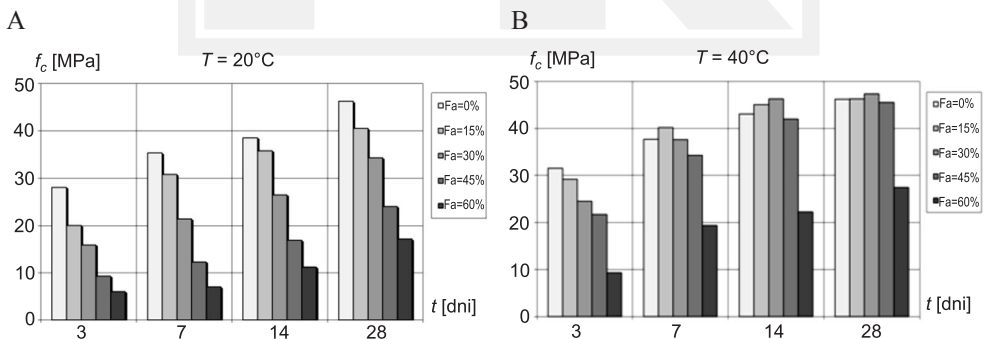 A
f_c [MPa]
T = 20°C
50
40
30
20
10
0
3
7
14
28
t [dni]
Fa=0%
Fa=15%
Fa=30%
Fa=45%
Fa=60%
B
f_c [MPa]
T = 40°C
50
40
30
20
10
0
3
7
14
28
t [dni]
Fa=0%
Fa=15%
Fa=30%
Fa=45%
Fa=60%